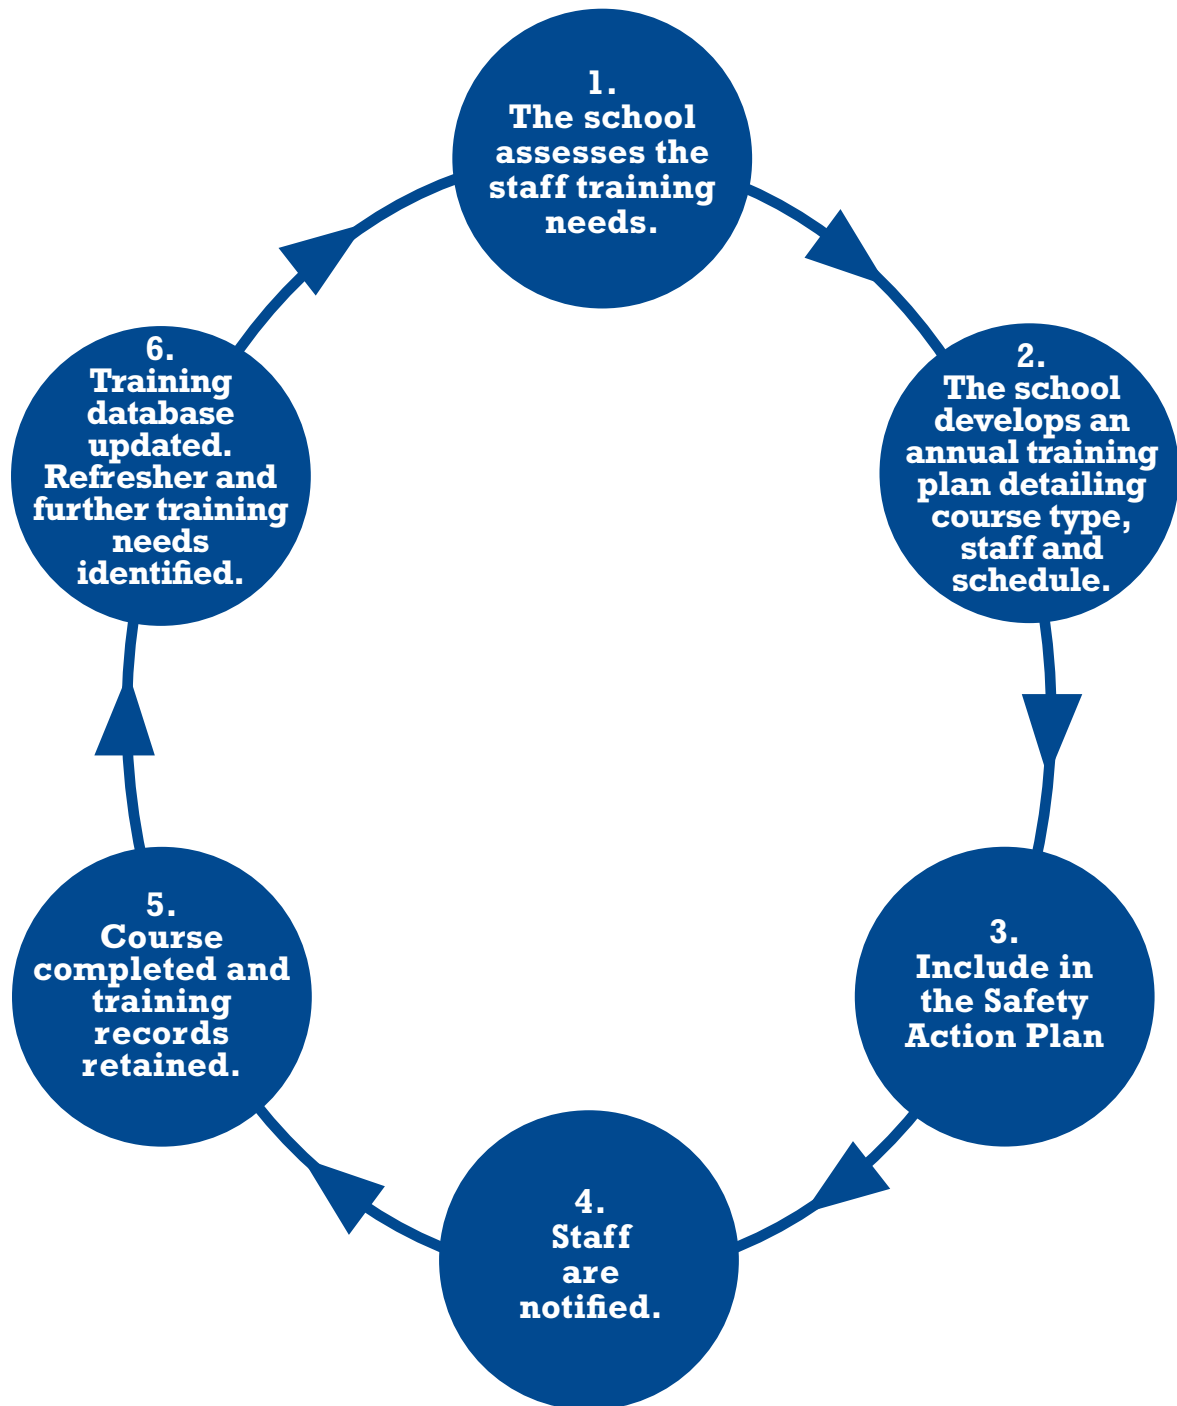 1.
The school
assesses the
staff training
needs.
2.
The school
develops an
annual training
plan detailing
course type,
staff and
schedule.
3.
Include in
the Safety
Action Plan
4.
Staff
are
notified.
5.
Course
completed and
training
records
retained.
6.
Training
database
updated.
Refresher and
further training
needs
identified.